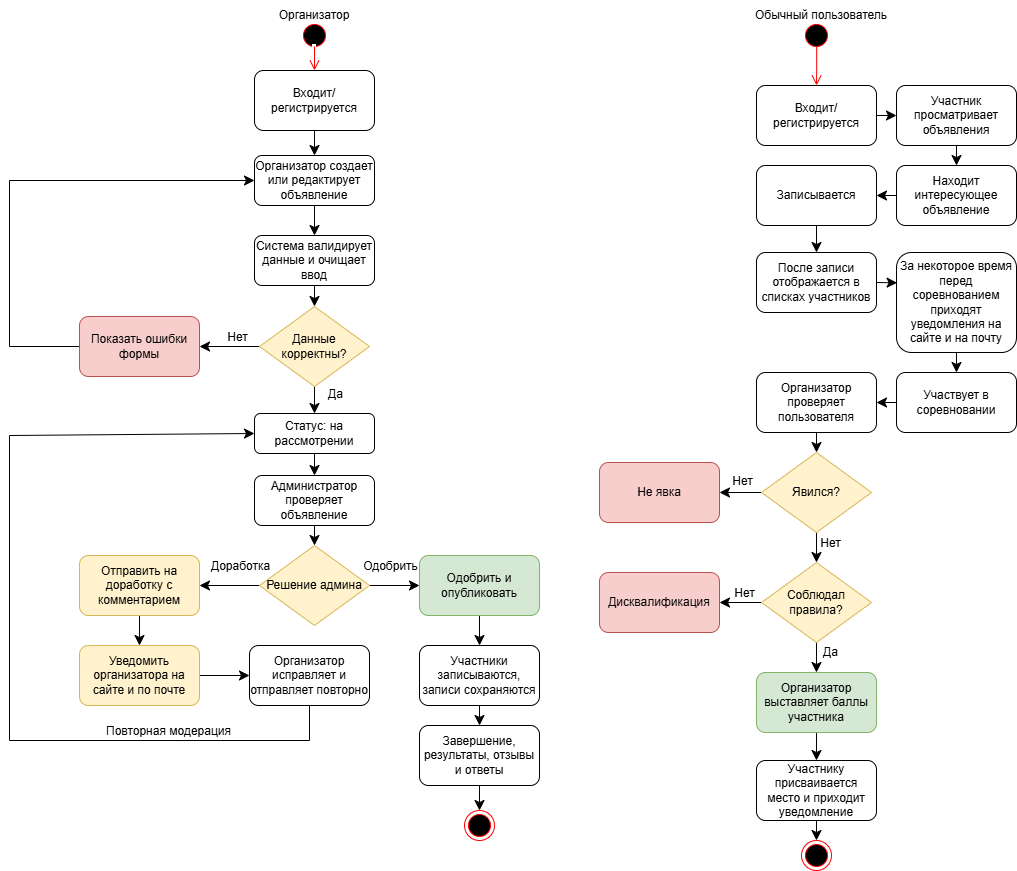 Организатор
Входит/
регистрируется
Организатор создает
или редактирует
объявление
Система валидирует
данные и очищает
ввод
Данные
корректны?
Нет
Показать ошибки
формы
Да
Статус: на
рассмотрении
Администратор
проверяет
объявление
Решение админа
Доработка
Одобрить
Отправить на
доработку с
комментарием
Уведомить
организатора на
сайте и по почте
Организатор
исправляет и
отправляет повторно
Повторная модерация
Одобрить и
опубликовать
Участники
записываются,
записи сохраняются
Завершение,
результаты, отзывы
и ответы
Обычный пользователь
Входит/
регистрируется
Участник
просматривает
объявления
Находит
интересующее
объявление
Записывается
После записи
отображается в
списках участников
За некоторое время
перед
соревнованием
приходят
уведомления на
сайте и на почту
Участвует в
соревновании
Организатор
проверяет
пользователя
Явился?
Нет
Не явка
Нет
Соблюдал
правила?
Нет
Дисквалификация
Да
Организатор
выставляет баллы
участника
Участнику
присваивается
место и приходит
уведомление